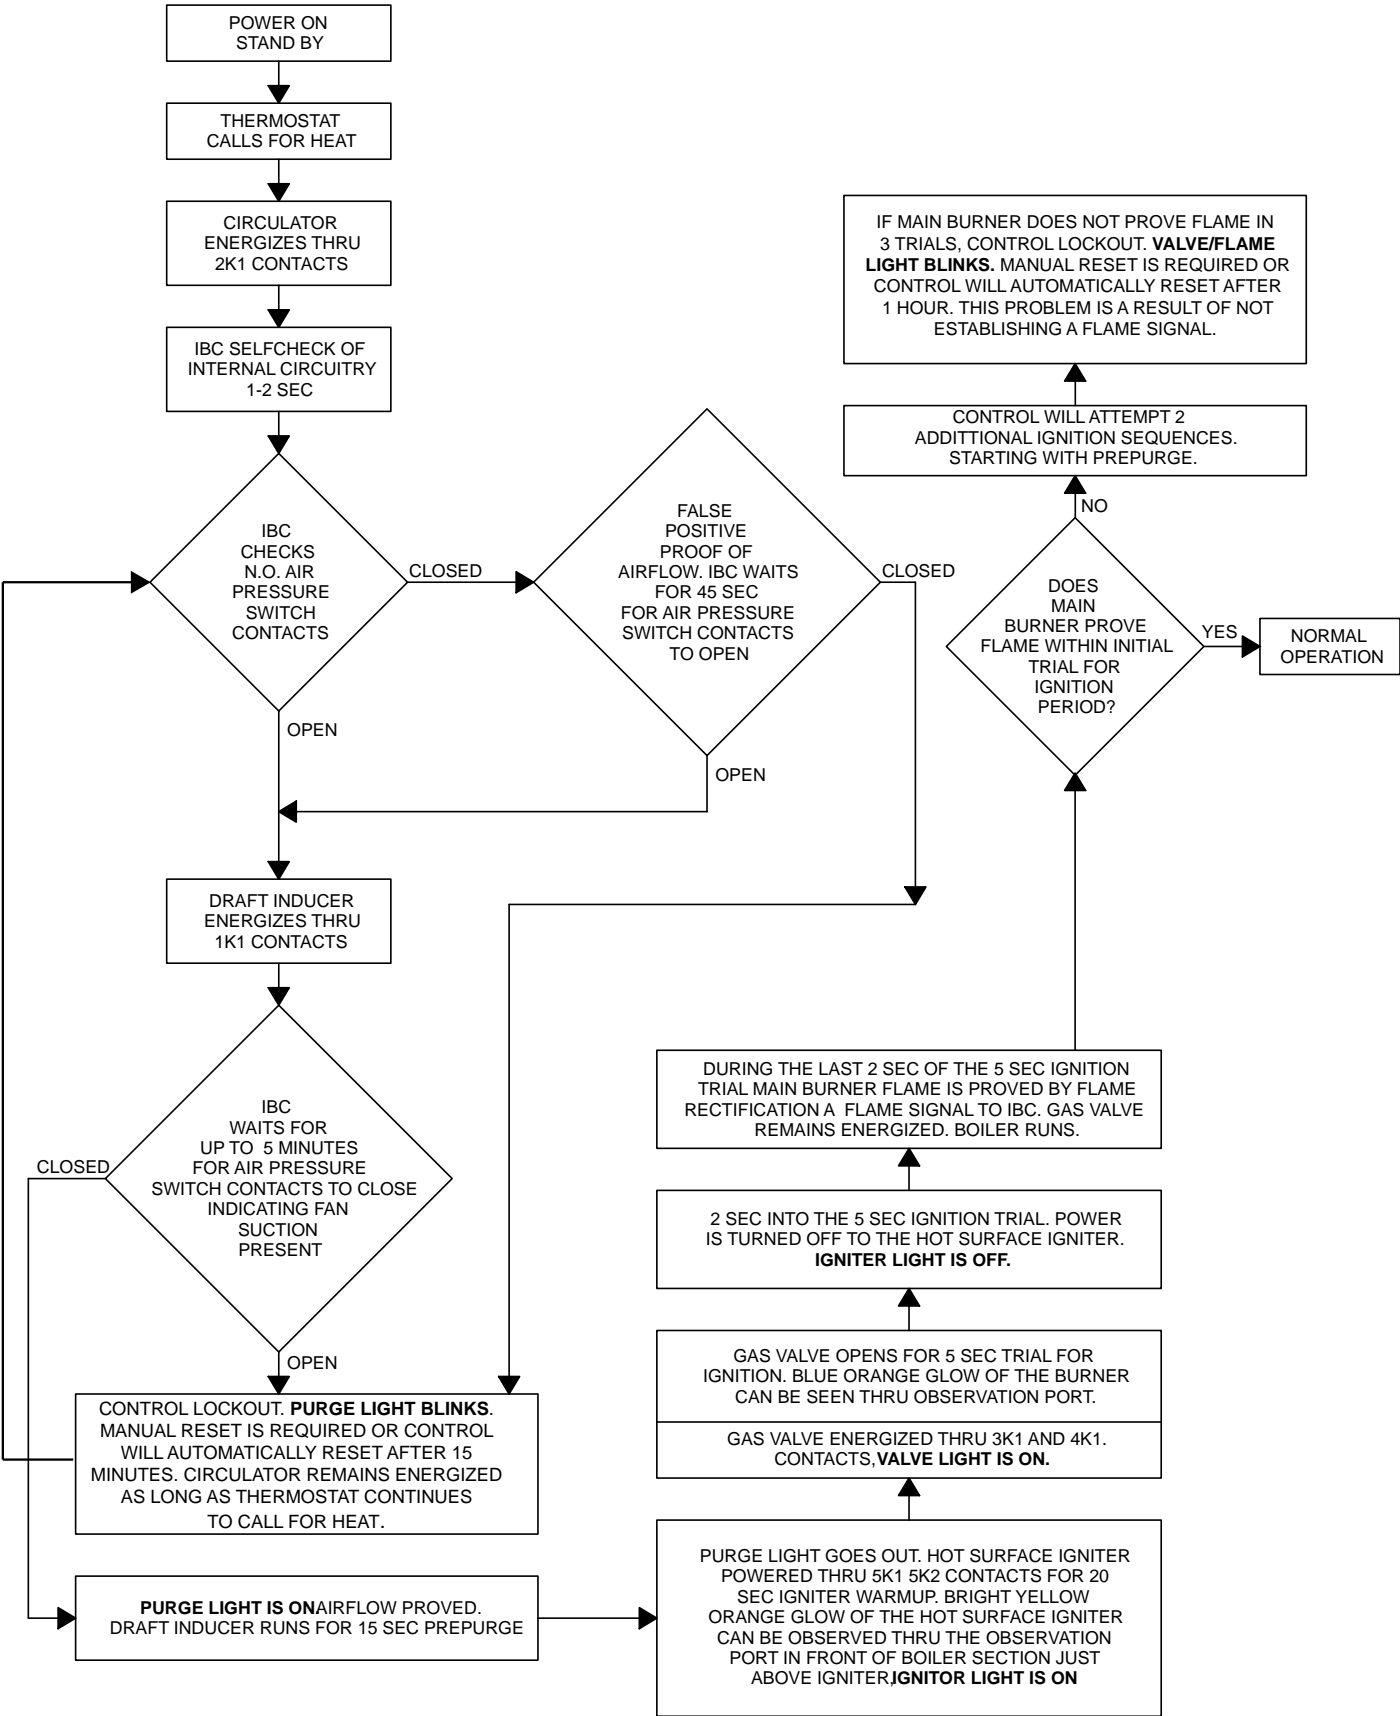 POWER ON
STAND BY
THERMOSTAT
CALLS FOR HEAT
CIRCULATOR
ENERGIZES THRU
2K1 CONTACTS
IBC SELFCHECK OF
INTERNAL CIRCUITRY
1-2 SEC
IBC
CHECKS
N.O. AIR
PRESSURE
SWITCH
CONTACTS
CLOSED
OPEN
FALSE
POSITIVE
PROOF OF
AIRFLOW. IBC WAITS
FOR 45 SEC
FOR AIR PRESSURE
SWITCH CONTACTS
TO OPEN
CLOSED
OPEN
DRAFT INDUCER
ENERGIZES THRU
1K1 CONTACTS
IBC
WAITS FOR
UP TO 5 MINUTES
FOR AIR PRESSURE
SWITCH CONTACTS TO CLOSE
INDICATING FAN
SUCTION
PRESENT
CLOSED
OPEN
CONTROL LOCKOUT. PURGE LIGHT BLINKS.
MANUAL RESET IS REQUIRED OR CONTROL
WILL AUTOMATICALLY RESET AFTER 15
MINUTES. CIRCULATOR REMAINS ENERGIZED
AS LONG AS THERMOSTAT CONTINUES
TO CALL FOR HEAT.
PURGE LIGHT IS ON.AIRFLOW PROVED.
DRAFT INDUCER RUNS FOR 15 SEC PREPURGE
PURGE LIGHT GOES OUT. HOT SURFACE IGNITER
POWERED THRU 5K1 5K2 CONTACTS FOR 20
SEC IGNITER WARMUP. BRIGHT YELLOW
ORANGE GLOW OF THE HOT SURFACE IGNITER
CAN BE OBSERVED THRU THE OBSERVATION
PORT IN FRONT OF BOILER SECTION JUST
ABOVE IGNITER,IGNITOR LIGHT IS ON
GAS VALVE OPENS FOR 5 SEC TRIAL FOR
IGNITION. BLUE ORANGE GLOW OF THE BURNER
CAN BE SEEN THRU OBSERVATION PORT.
GAS VALVE ENERGIZED THRU 3K1 AND 4K1.
CONTACTS,VALVE LIGHT IS ON.
2 SEC INTO THE 5 SEC IGNITION TRIAL. POWER
IS TURNED OFF TO THE HOT SURFACE IGNITER.
IGNITER LIGHT IS OFF.
DURING THE LAST 2 SEC OF THE 5 SEC IGNITION
TRIAL MAIN BURNER FLAME IS PROVED BY FLAME
RECTIFICATION A FLAME SIGNAL TO IBC. GAS VALVE
REMAINS ENERGIZED. BOILER RUNS.
DOES
MAIN
BURNER PROVE
FLAME WITHIN INITIAL
TRIAL FOR
IGNITION
PERIOD?
YES
NORMAL
OPERATION
NO
CONTROL WILL ATTEMPT 2
ADDITTIONAL IGNITION SEQUENCES.
STARTING WITH PREPURGE.
IF MAIN BURNER DOES NOT PROVE FLAME IN
3 TRIALS, CONTROL LOCKOUT. VALVE/FLAME
LIGHT BLINKS. MANUAL RESET IS REQUIRED OR
CONTROL WILL AUTOMATICALLY RESET AFTER
1 HOUR. THIS PROBLEM IS A RESULT OF NOT
ESTABLISHING A FLAME SIGNAL.